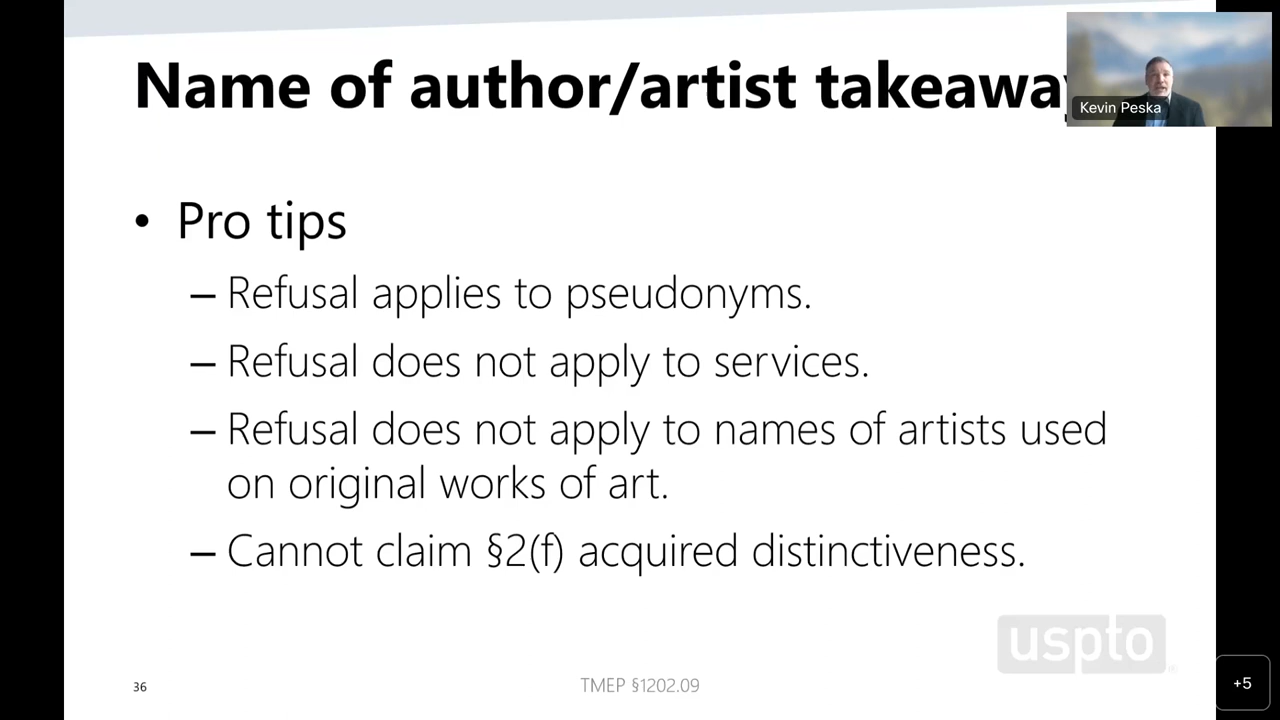 Name of author/artist takeaway
Kevin Peska
• Pro tips
– Refusal applies to pseudonyms.
– Refusal does not apply to services.
– Refusal does not apply to names of artists used
on original works of art.
– Cannot claim §2(f) acquired distinctiveness.
uspto®
36
TMEP §1202.09
+5